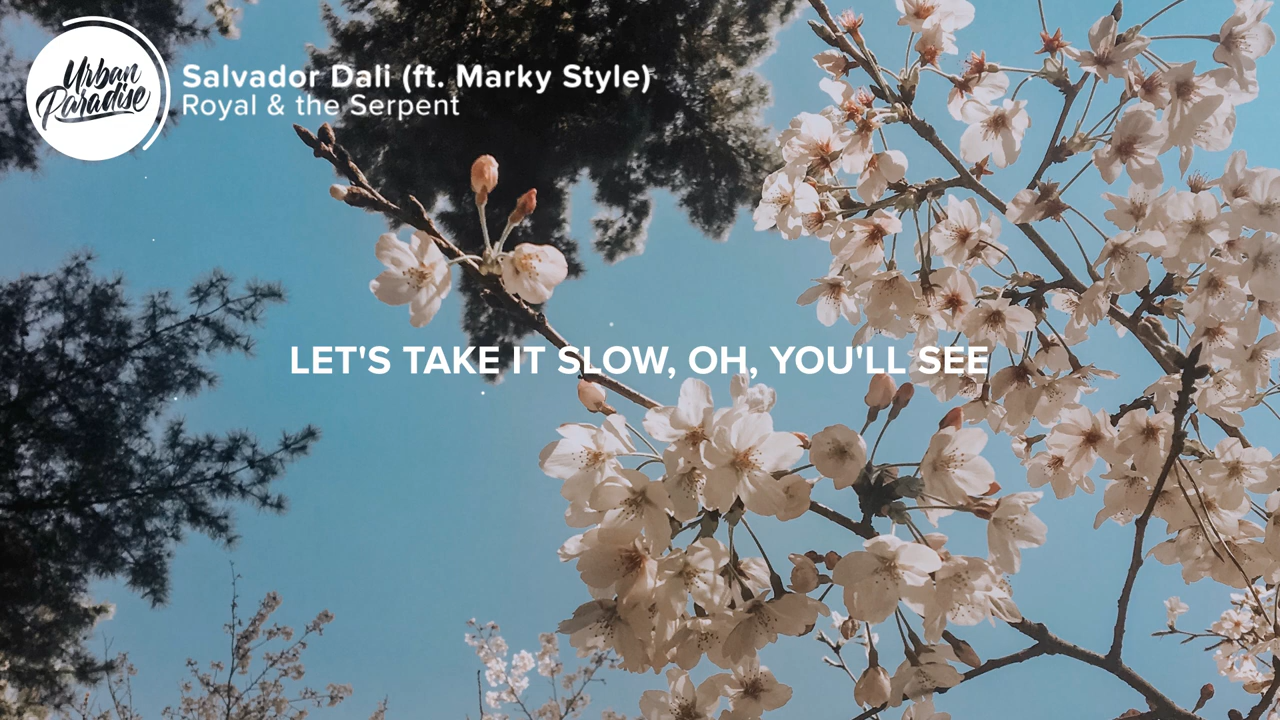 Urban
Paradise
Salvador Dali (ft. Marky Style)
Royal & the Serpent
LET'S TAKE IT SLOW, OH, YOU'LL SEE